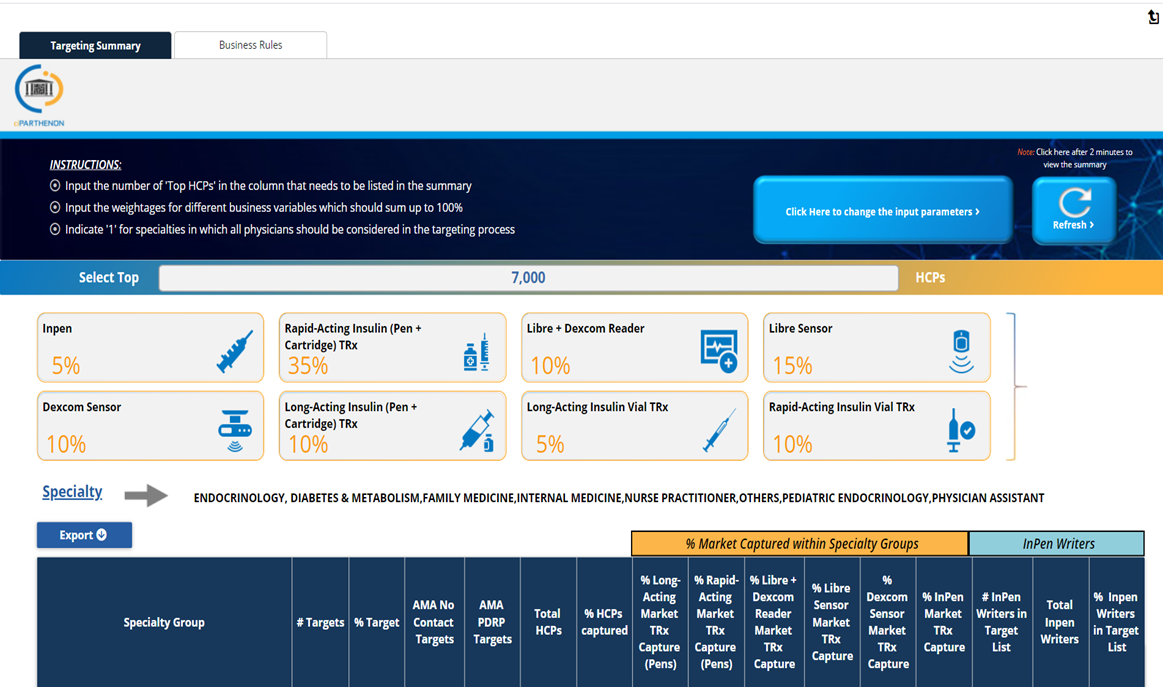 Targeting Summary
Business Rules
ePARTHENON
Note: Click here after 2 minutes to
view the summary
INSTRUCTIONS:
Input the number of 'Top HCPs' in the column that needs to be listed in the summary
Input the weightages for different business variables which should sum up to 100%
Indicate '1' for specialties in which all physicians should be considered in the targeting process
Click Here to change the input parameters >
Refresh >
Select Top
7,000
HCPs
Inpen
5%
Rapid-Acting Insulin (Pen +
Cartridge) TRx
35%
Libre + Dexcom Reader
10%
Libre Sensor
15%
Dexcom Sensor
10%
Long-Acting Insulin (Pen +
Cartridge) TRx
10%
Long-Acting Insulin Vial TRx
5%
Rapid-Acting Insulin Vial TRx
10%
Specialty
ENDOCRINOLOGY, DIABETES & METABOLISM,FAMILY MEDICINE,INTERNAL MEDICINE,NURSE PRACTITIONER,OTHERS,PEDIATRIC ENDOCRINOLOGY,PHYSICIAN ASSISTANT
Export
% Market Captured within Specialty Groups
InPen Writers
Specialty Group
# Targets
% Target
AMA No
Contact
Targets
AMA
PDRP
Targets
Total
HCPs
% HCPs
captured
% Long-
Acting
Market
TRx
Capture
(Pens)
% Rapid-
Acting
Market
TRx
Capture
(Pens)
% Libre +
Dexcom
Reader
Market
TRx
Capture
% Libre
Sensor
Market
TRx
Capture
%
Dexcom
Sensor
Market
TRx
Capture
% InPen
Market
TRx
Capture
# InPen
Writers in
Target
List
Total
Inpen
Writers
% Inpen
Writers
in Target
List